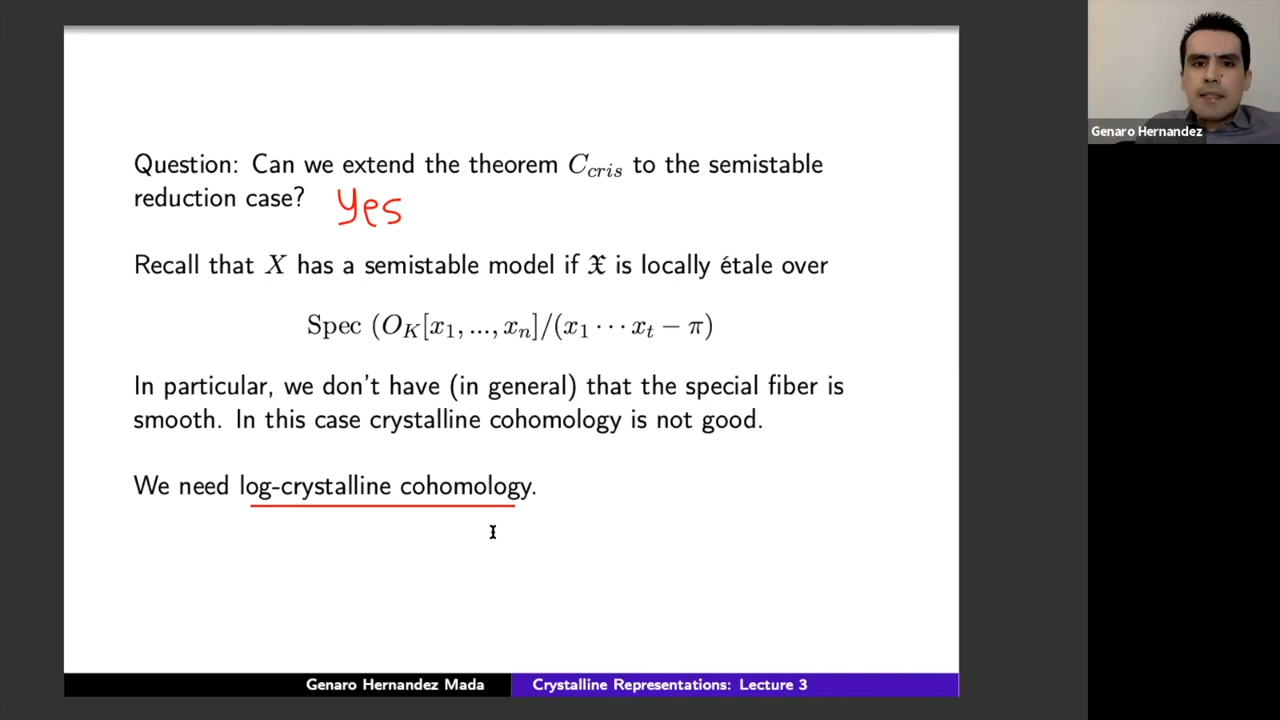 Question: Can we extend the theorem C_cris to the semistable
reduction case? yes
Recall that X has a semistable model if 𝔛 is locally étale over
Spec (O_K[x_1, ..., x_n]/(x_1 ⋯ x_t − π)
In particular, we don't have (in general) that the special fiber is
smooth. In this case crystalline cohomology is not good.
We need log-crystalline cohomology.
Genaro Hernandez Mada
Crystalline Representations: Lecture 3
Genaro Hernandez